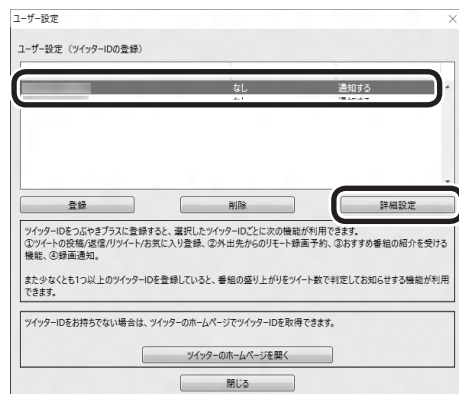 ユーザー設定
ユーザー設定（ツイッターIDの登録）
なし 通知する
登録 削除 詳細設定
ツイッターIDをつぶやきプラスに登録すると、選択したツイッターIDごとに次の機能が利用できます。
①ツイートの投稿/返信/リツイート/お気に入り登録、②外出先からのリモート録画予約、③おすすめ番組の紹介を受ける
機能、④録画通知。
また少なくとも1つ以上のツイッターIDを登録していると、番組の盛り上がりをツイート数で判定してお知らせする機能が利用
できます。
ツイッターIDをお持ちでない場合は、ツイッターのホームページでツイッターIDを取得できます。
ツイッターのホームページを開く
閉じる